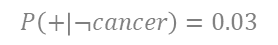 P(+|¬cancer) = 0.03